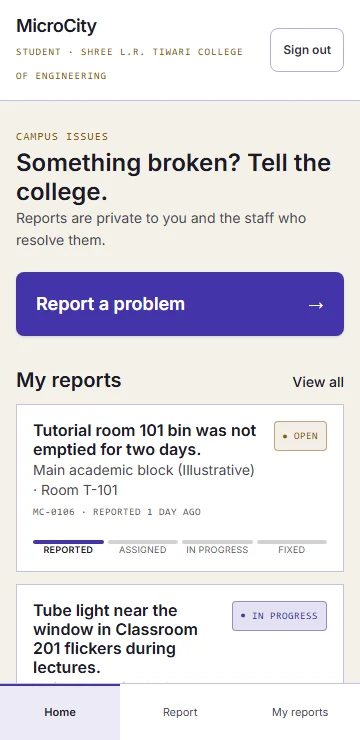 MicroCity
STUDENT · SHREE L.R. TIWARI COLLEGE
OF ENGINEERING
Sign out
CAMPUS ISSUES
Something broken? Tell the
college.
Reports are private to you and the staff who
resolve them.
Report a problem →
My reports
View all
Tutorial room 101 bin was not
emptied for two days.
• OPEN
Main academic block (Illustrative)
· Room T-101
MC-0106 · REPORTED 1 DAY AGO
REPORTED ASSIGNED IN PROGRESS FIXED
Tube light near the
window in Classroom
201 flickers during
lectures.
• IN PROGRESS
Home Report My reports